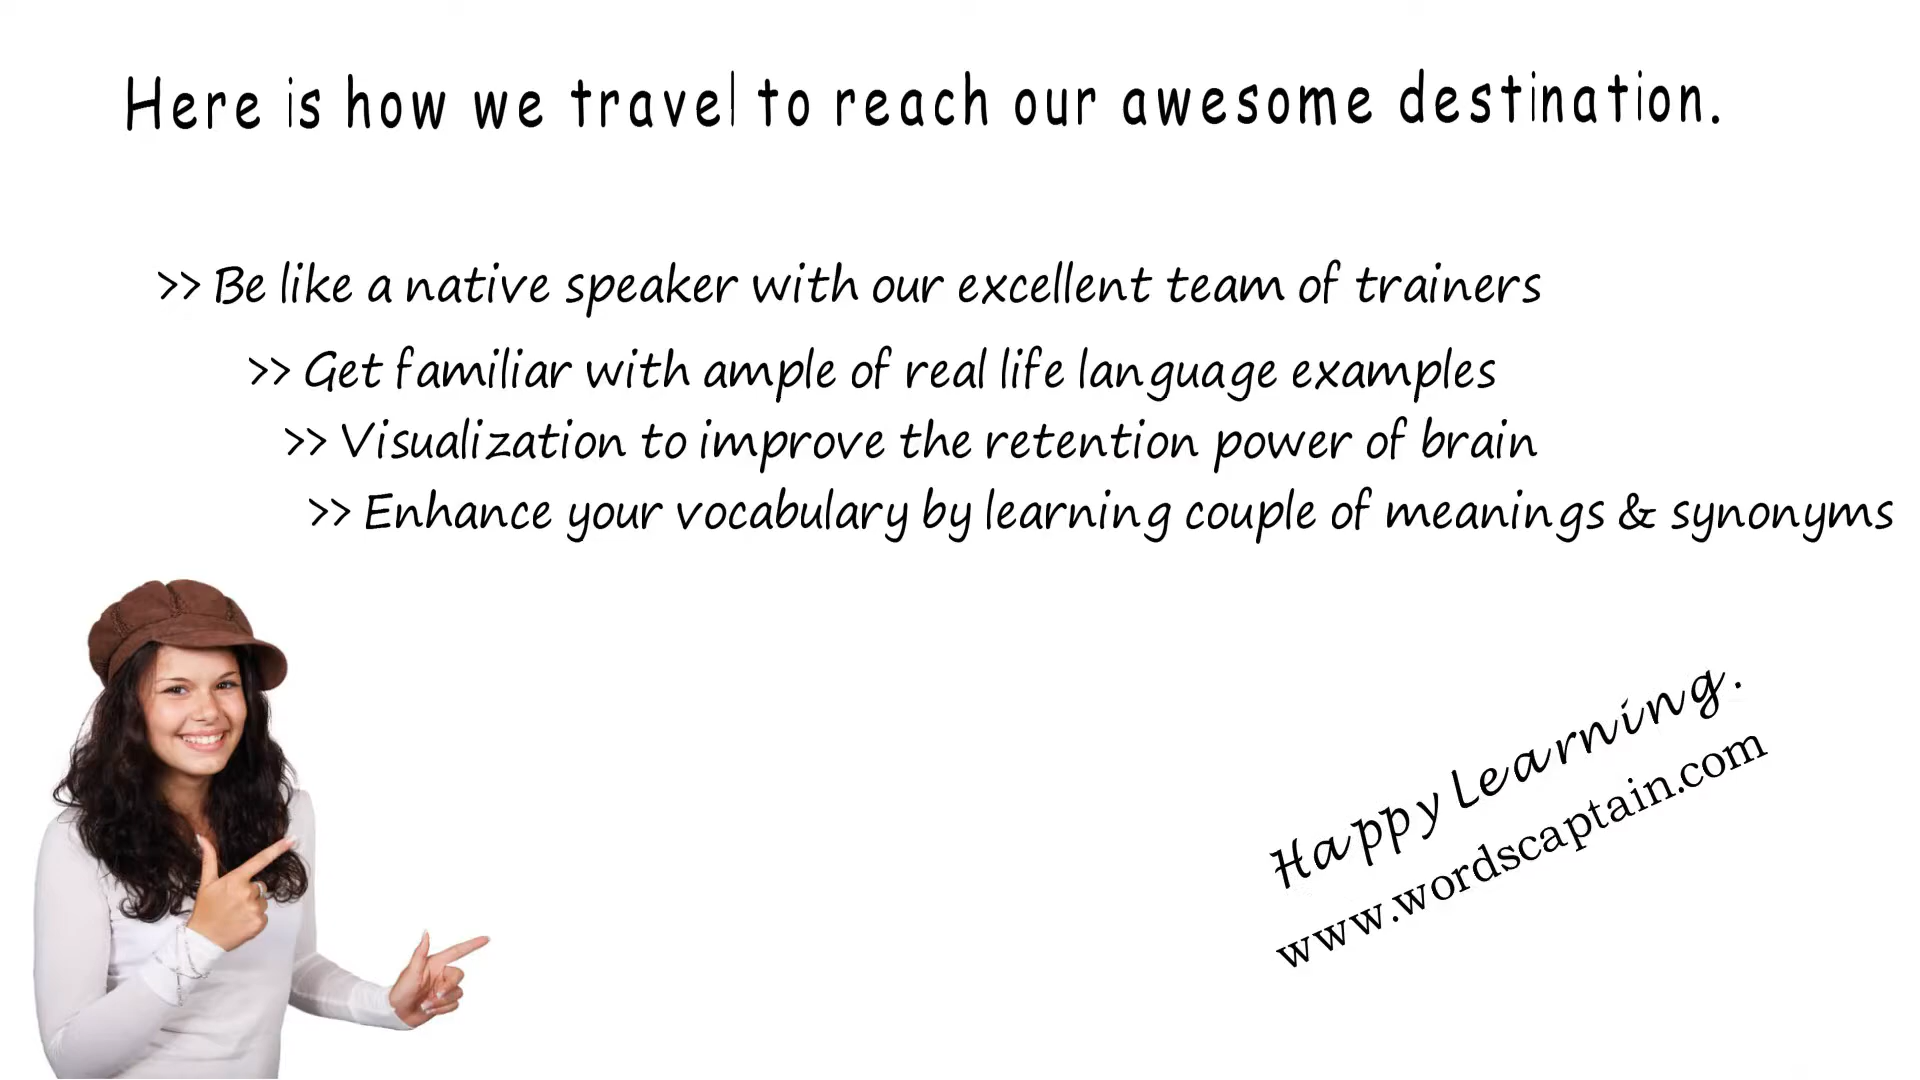 Here is how we travel to reach our awesome destination.
>> Be like a native speaker with our excellent team of trainers
>> Get familiar with ample of real life language examples
>> Visualization to improve the retention power of brain
>> Enhance your vocabulary by learning couple of meanings & synonyms
Happy Learning.
www.wordscaptain.com